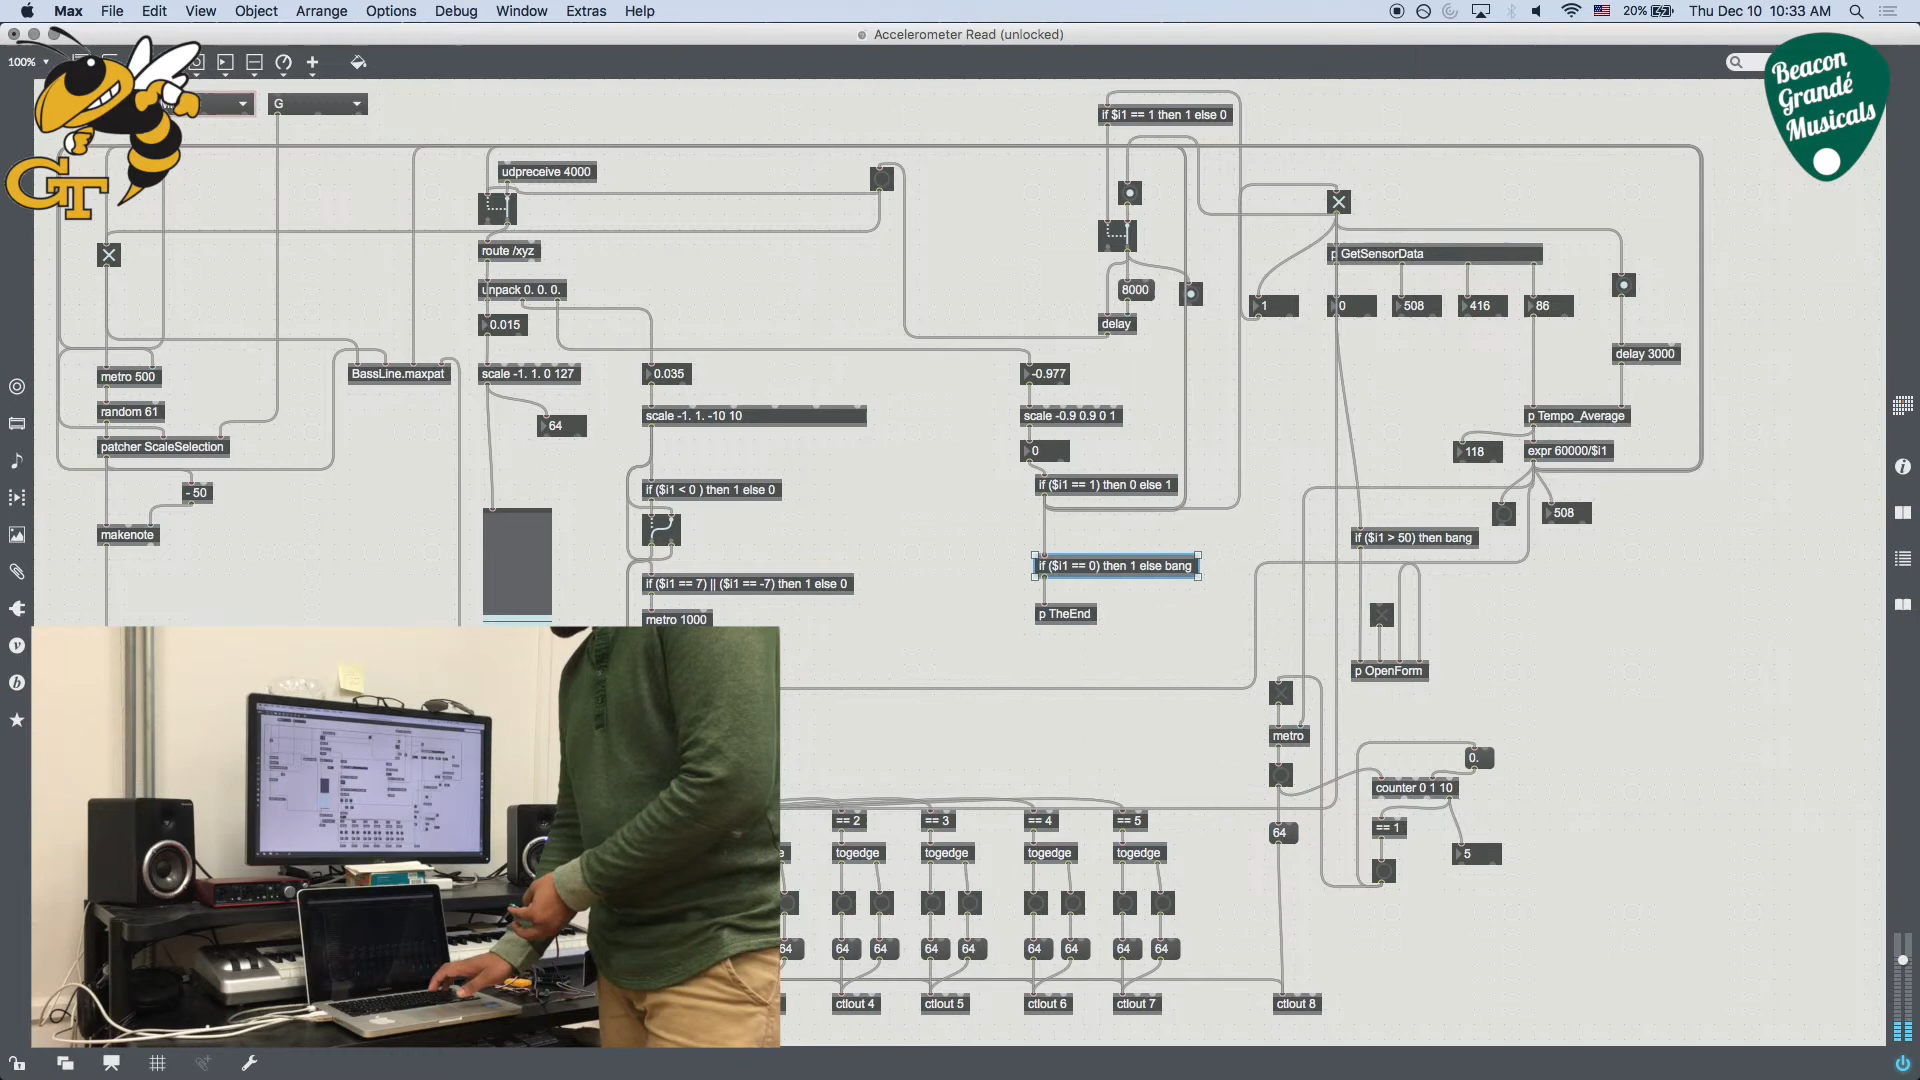 Max File Edit View Object Arrange Options Debug Window Extras Help
20% Thu Dec 10 10:33 AM
Accelerometer Read (unlocked)
100%
GT
Beacon
Grandé
Musicals
G
if $i1 == 1 then 1 else 0
udpreceive 4000
route /xyz
p GetSensorData
unpack 0. 0. 0.
8000
1
0
508
416
86
0.015
delay
delay 3000
metro 500
BassLine.maxpat
scale -1. 1. 0 127
0.035
-0.977
random 61
scale -1. 1. -10 10
scale -0.9 0.9 0 1
p Tempo_Average
64
patcher ScaleSelection
0
118
expr 60000/$i1
- 50
if ($i1 < 0 ) then 1 else 0
if ($i1 == 1) then 0 else 1
508
makenote
if ($i1 > 50) then bang
if ($i1 == 0) then 1 else bang
if ($i1 == 7) || ($i1 == -7) then 1 else 0
p TheEnd
metro 1000
p OpenForm
metro
0.
counter 0 1 10
== 2
== 3
== 4
== 5
64
== 1
togedge
togedge
togedge
togedge
5
64
64
64
64
64
64
64
64
64
ctlout 4
ctlout 5
ctlout 6
ctlout 7
ctlout 8